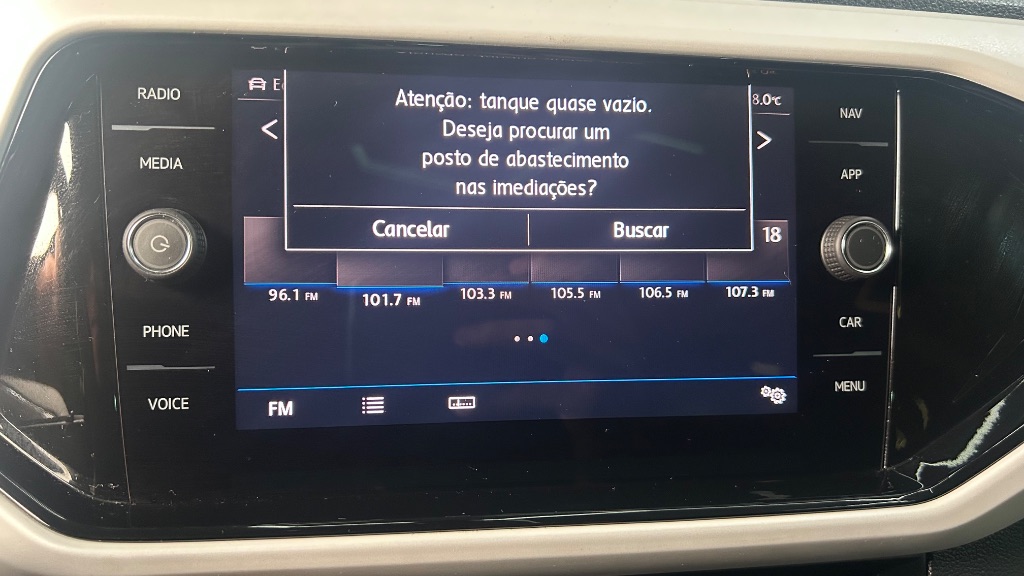 RADIO
MEDIA
PHONE
VOICE
Atenção: tanque quase vazio.
Deseja procurar um
posto de abastecimento
nas imediações?
Cancelar
Buscar
8.0°C
18
96.1 FM
101.7 FM
103.3 FM
105.5 FM
106.5 FM
107.3 FM
FM
NAV
APP
CAR
MENU